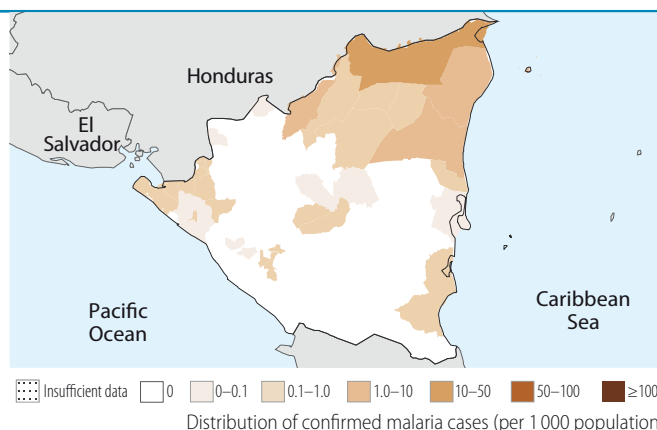 Honduras
El
Salvador
Pacific
Ocean
Caribbean
Sea
Insufficient data 0 0–0.1 0.1–1.0 1.0–10 10–50 50–100 ≥100
Distribution of confirmed malaria cases (per 1 000 population